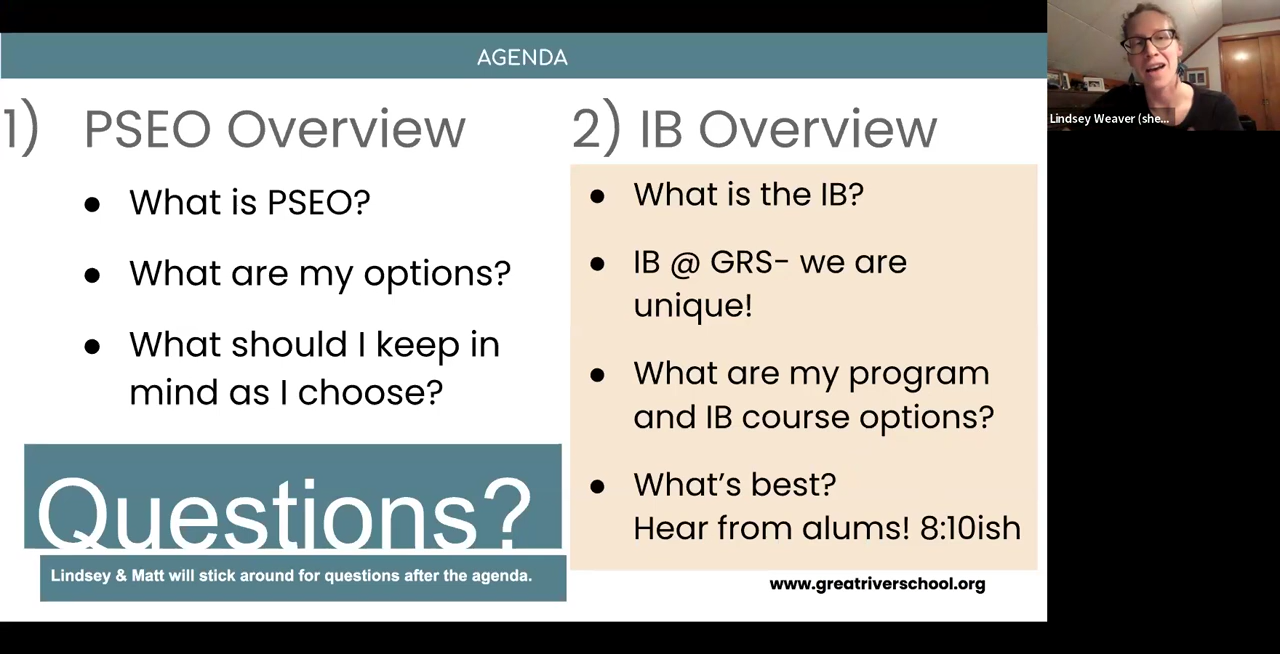 AGENDA
1) PSEO Overview
● What is PSEO?
● What are my options?
● What should I keep in
mind as I choose?
Questions?
Lindsey & Matt will stick around for questions after the agenda.
2) IB Overview
● What is the IB?
● IB @ GRS- we are
unique!
● What are my program
and IB course options?
● What's best?
Hear from alums! 8:10ish
www.greatriverschool.org
Lindsey Weaver (she...